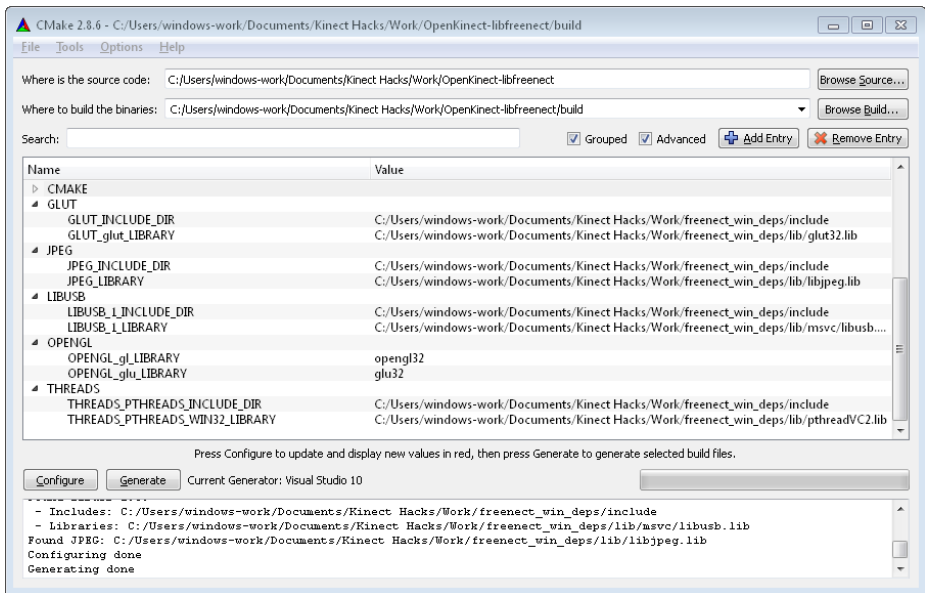 CMake 2.8.6 - C:/Users/windows-work/Documents/Kinect Hacks/Work/OpenKinect-libfreenect/build
File Tools Options Help
Where is the source code: C:/Users/windows-work/Documents/Kinect Hacks/Work/OpenKinect-libfreenect Browse Source...
Where to build the binaries: C:/Users/windows-work/Documents/Kinect Hacks/Work/OpenKinect-libfreenect/build Browse Build...
Search: Grouped Advanced Add Entry Remove Entry
Name Value
CMAKE
GLUT
GLUT_INCLUDE_DIR C:/Users/windows-work/Documents/Kinect Hacks/Work/freenect_win_deps/include
GLUT_glut_LIBRARY C:/Users/windows-work/Documents/Kinect Hacks/Work/freenect_win_deps/lib/glut32.lib
JPEG
JPEG_INCLUDE_DIR C:/Users/windows-work/Documents/Kinect Hacks/Work/freenect_win_deps/include
JPEG_LIBRARY C:/Users/windows-work/Documents/Kinect Hacks/Work/freenect_win_deps/lib/libjpeg.lib
LIBUSB
LIBUSB_1_INCLUDE_DIR C:/Users/windows-work/Documents/Kinect Hacks/Work/freenect_win_deps/include
LIBUSB_1_LIBRARY C:/Users/windows-work/Documents/Kinect Hacks/Work/freenect_win_deps/lib/msvc/libusb....
OPENGL
OPENGL_gl_LIBRARY opengl32
OPENGL_glu_LIBRARY glu32
THREADS
THREADS_PTHREADS_INCLUDE_DIR C:/Users/windows-work/Documents/Kinect Hacks/Work/freenect_win_deps/include
THREADS_PTHREADS_WIN32_LIBRARY C:/Users/windows-work/Documents/Kinect Hacks/Work/freenect_win_deps/lib/pthreadVC2.lib
Press Configure to update and display new values in red, then press Generate to generate selected build files.
Configure Generate Current Generator: Visual Studio 10
- Includes: C:/Users/windows-work/Documents/Kinect Hacks/Work/freenect_win_deps/include
- Libraries: C:/Users/windows-work/Documents/Kinect Hacks/Work/freenect_win_deps/lib/msvc/libusb.lib
Found JPEG: C:/Users/windows-work/Documents/Kinect Hacks/Work/freenect_win_deps/lib/libjpeg.lib
Configuring done
Generating done